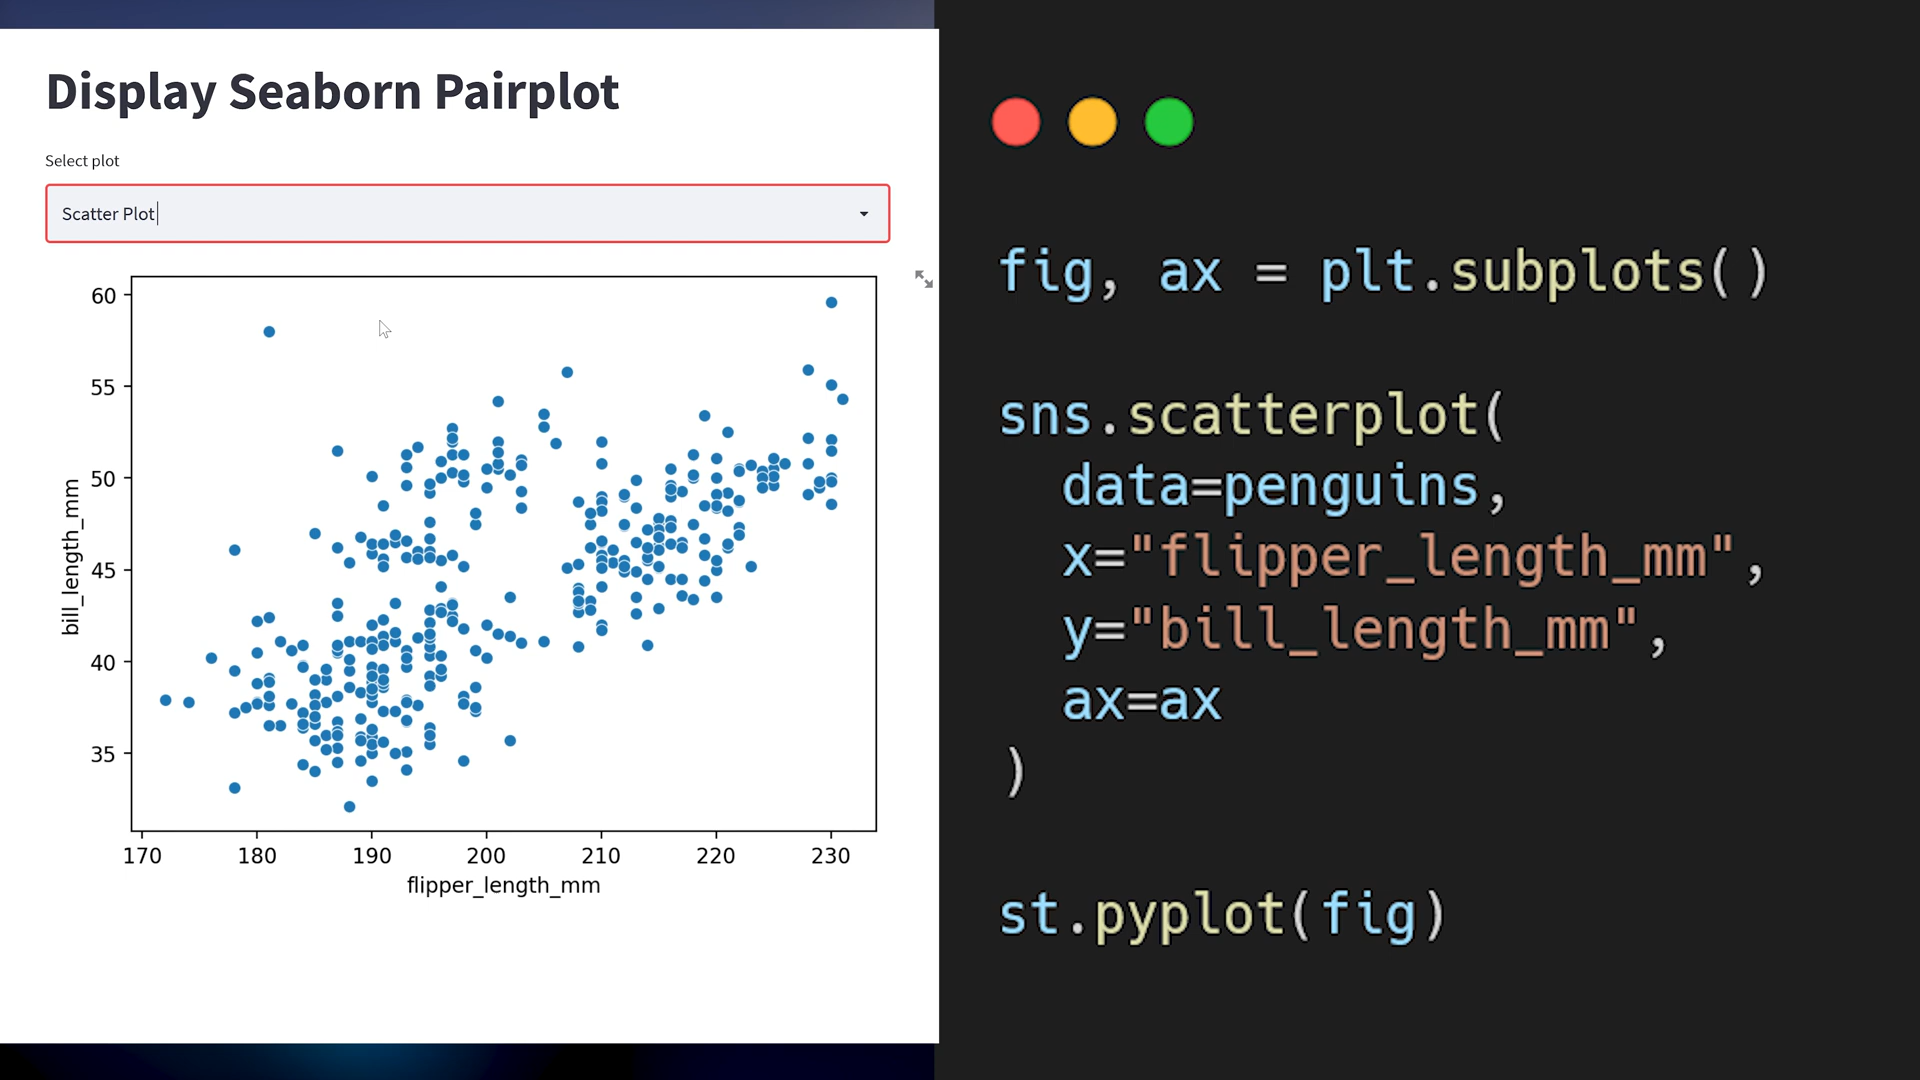 Display Seaborn Pairplot
Select plot
Scatter Plot
60
55
50
45
40
35
bill_length_mm
170 180 190 200 210 220 230
flipper_length_mm
fig, ax = plt.subplots()
sns.scatterplot(
data=penguins,
x="flipper_length_mm",
y="bill_length_mm",
ax=ax
)
st.pyplot(fig)